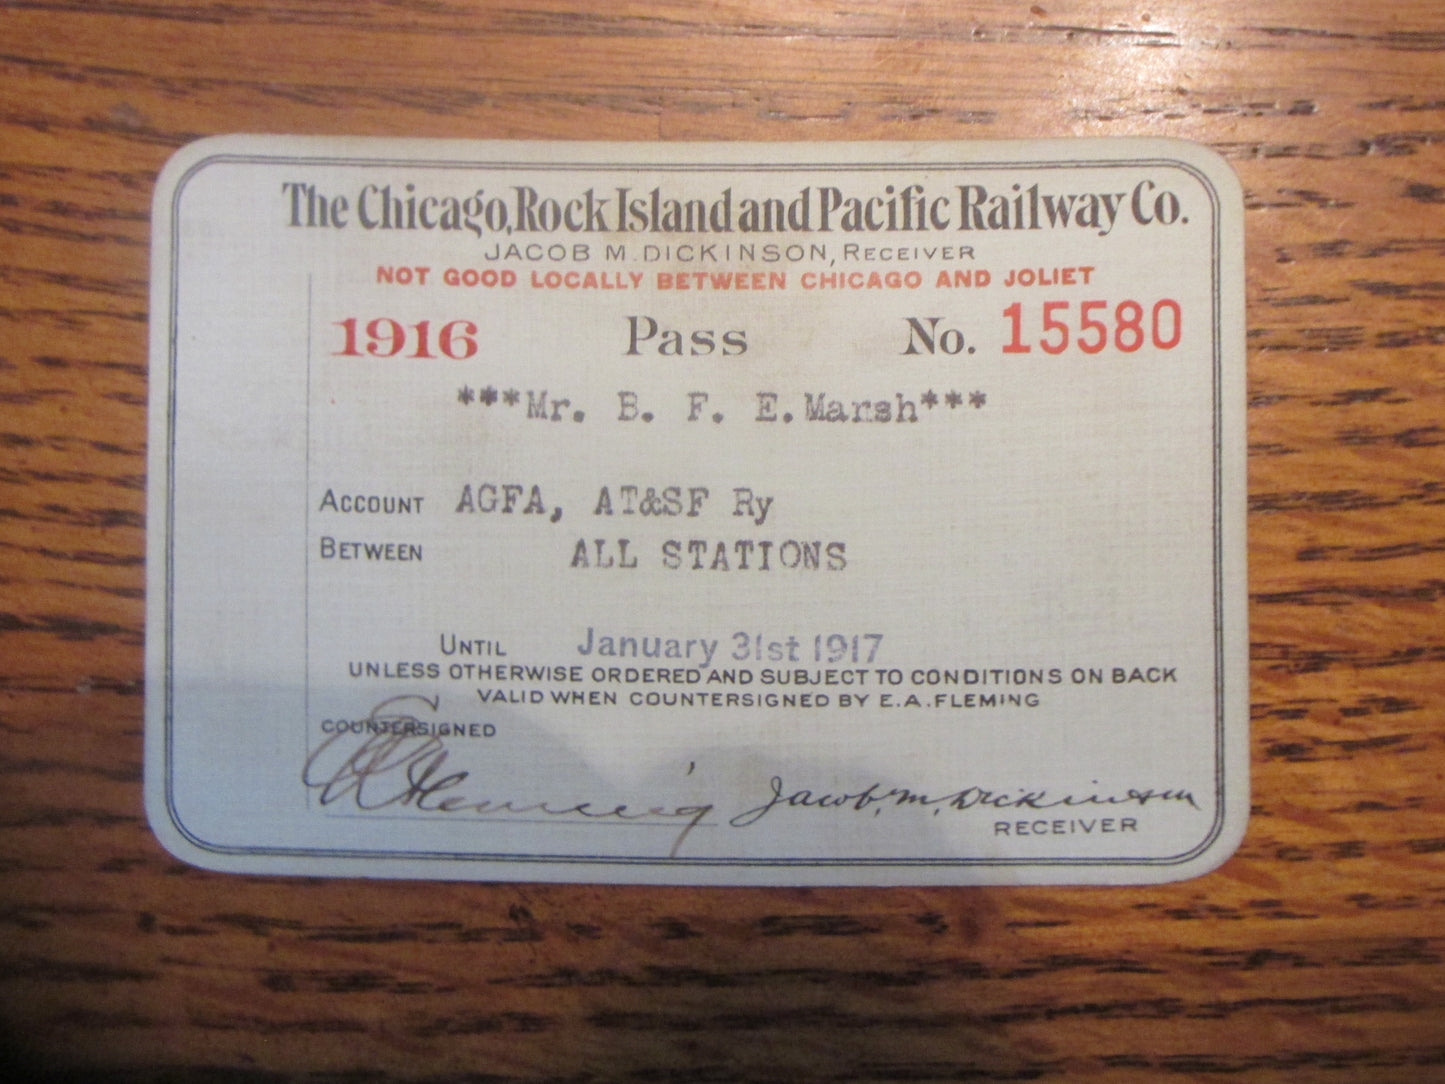 The Chicago, Rock Island and Pacific Railway Co.
JACOB M. DICKINSON, RECEIVER
NOT GOOD LOCALLY BETWEEN CHICAGO AND JOLIET
1916 Pass No. 15580
***Mr. B. F. E. Marsh***
ACCOUNT AGFA, AT&SF Ry
BETWEEN ALL STATIONS
UNTIL January 31st 1917
UNLESS OTHERWISE ORDERED AND SUBJECT TO CONDITIONS ON BACK
VALID WHEN COUNTERSIGNED BY E.A.FLEMING
COUNTERSIGNED
E A Fleming Jacob M. Dickinson
RECEIVER